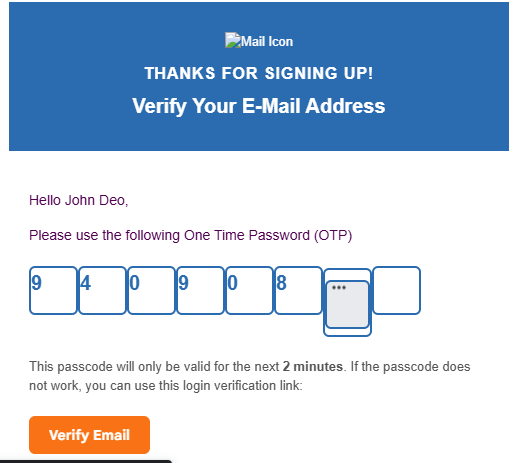 Mail Icon
THANKS FOR SIGNING UP!
Verify Your E-Mail Address
Hello John Deo,
Please use the following One Time Password (OTP)
9 4 0 9 0 8 •••
This passcode will only be valid for the next 2 minutes. If the passcode does
not work, you can use this login verification link:
Verify Email